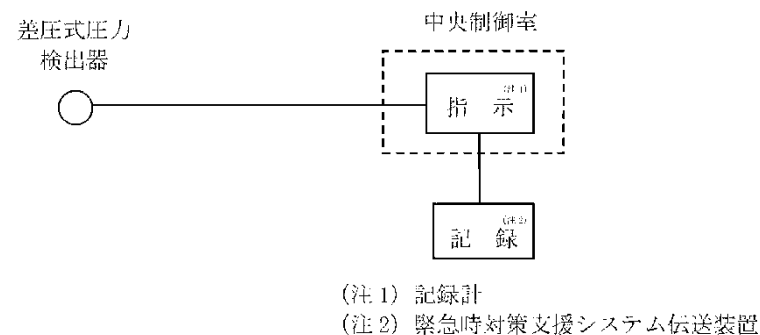 中央制御室
差圧式圧力
検出器
指 示(注1)
記 録(注2)
(注1) 記録計
(注2) 緊急時対策支援システム伝送装置